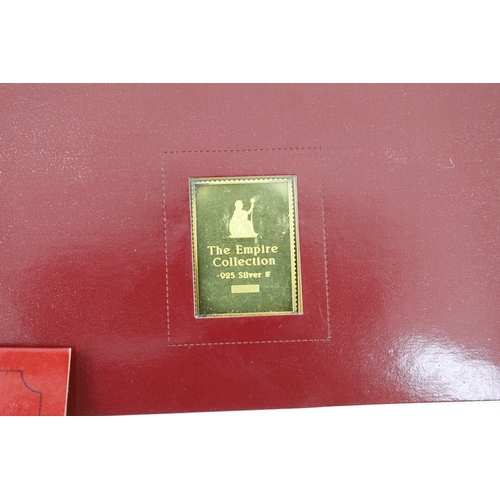 The Empire
Collection
·925 Silver #